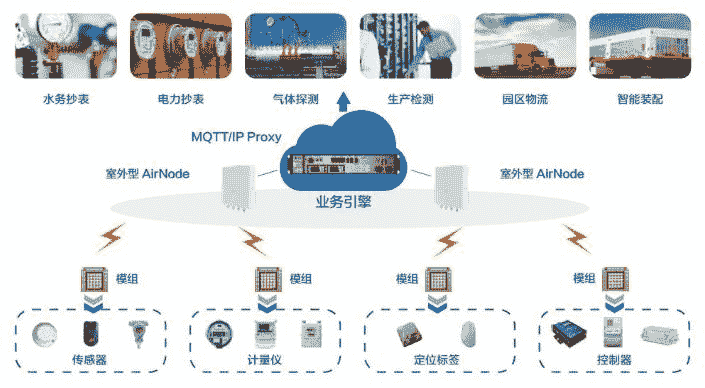 水务抄表 电力抄表 气体探测 生产检测 园区物流 智能装配
MQTT/IP Proxy
室外型 AirNode
室外型 AirNode
业务引擎
模组 模组 模组 模组
传感器 计量仪 定位标签 控制器